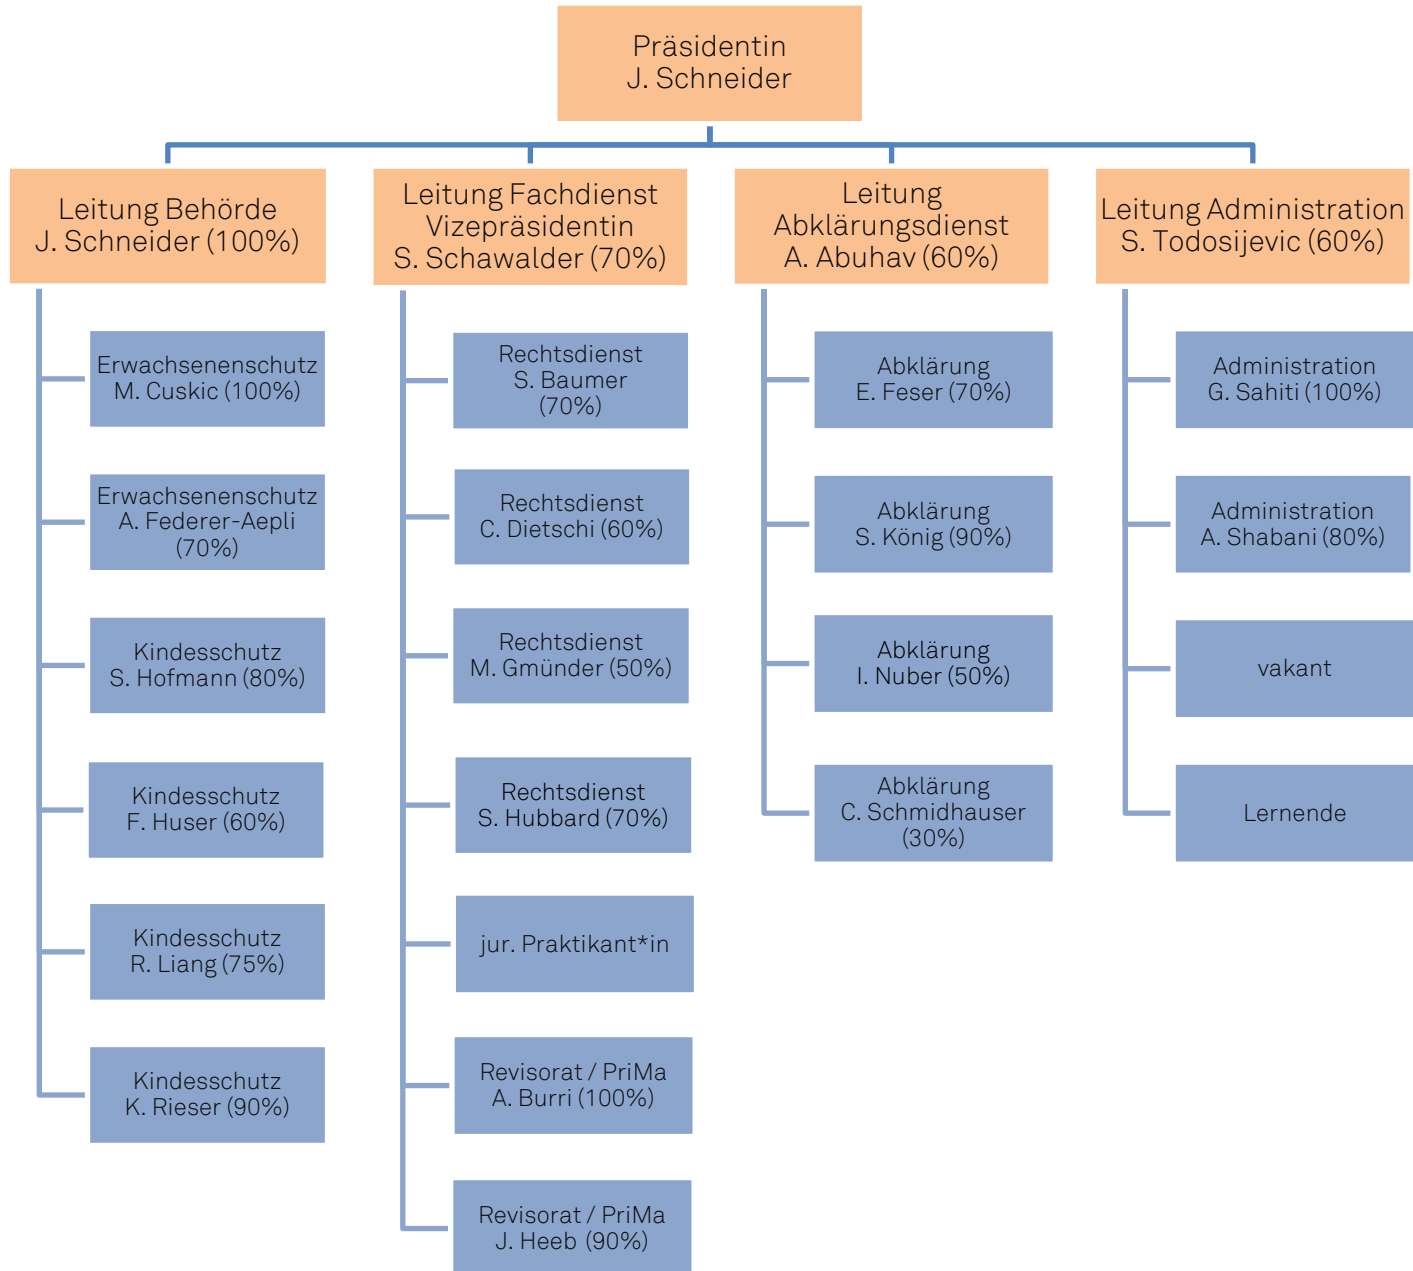 Präsidentin
J. Schneider
Leitung Behörde
J. Schneider (100%)
Erwachsenenschutz
M. Cuskic (100%)
Erwachsenenschutz
A. Federer-Aepli
(70%)
Kindesschutz
S. Hofmann (80%)
Kindesschutz
F. Huser (60%)
Kindesschutz
R. Liang (75%)
Kindesschutz
K. Rieser (90%)
Leitung Fachdienst
Vizepräsidentin
S. Schawalder (70%)
Rechtsdienst
S. Baumer
(70%)
Rechtsdienst
C. Dietschi (60%)
Rechtsdienst
M. Gmünder (50%)
Rechtsdienst
S. Hubbard (70%)
jur. Praktikant*in
Revisorat / PriMa
A. Burri (100%)
Revisorat / PriMa
J. Heeb (90%)
Leitung
Abklärungsdienst
A. Abuhav (60%)
Abklärung
E. Feser (70%)
Abklärung
S. König (90%)
Abklärung
I. Nuber (50%)
Abklärung
C. Schmidhauser
(30%)
Leitung Administration
S. Todosijevic (60%)
Administration
G. Sahiti (100%)
Administration
A. Shabani (80%)
vakant
Lernende